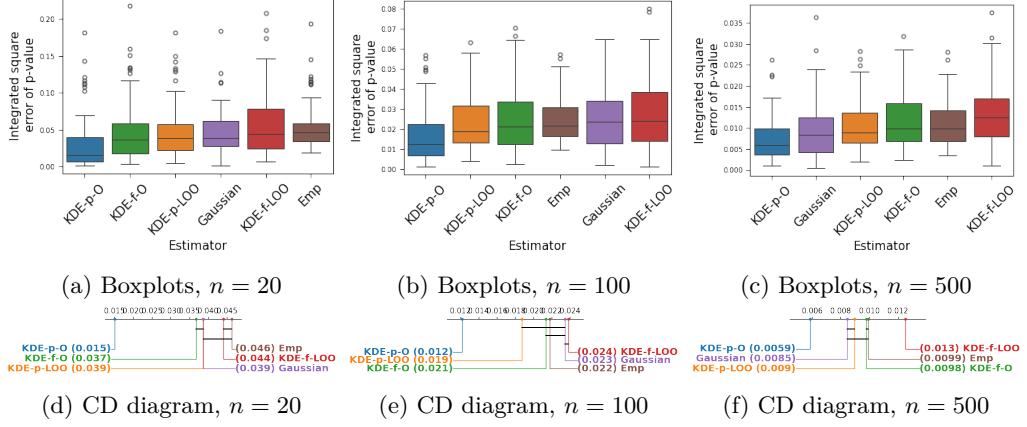 Integrated square
error of p-value
0.20
0.15
0.10
0.05
0.00
KDE-p-O
KDE-f-O
KDE-p-LOO
Gaussian
KDE-f-LOO
Emp
Estimator
(a) Boxplots, n = 20
Integrated square
error of p-value
0.10
0.08
0.06
0.04
0.02
0.00
KDE-p-O
KDE-p-LOO
KDE-f-O
Emp
Gaussian
KDE-f-LOO
Estimator
(b) Boxplots, n = 100
Integrated square
error of p-value
0.035
0.030
0.025
0.020
0.015
0.010
0.005
0.000
KDE-p-O
Gaussian
KDE-p-LOO
KDE-f-O
Emp
KDE-f-LOO
Estimator
(c) Boxplots, n = 500
0.015 0.020 0.025 0.030 0.035 0.040 0.045
KDE-p-O (0.015)
KDE-f-O (0.037)
KDE-p-LOO (0.039)
(0.046) Emp
(0.044) KDE-f-LOO
(0.039) Gaussian
(d) CD diagram, n = 20
0.012 0.014 0.016 0.018 0.020 0.022 0.024
KDE-p-O (0.012)
KDE-p-LOO (0.019)
KDE-f-O (0.021)
(0.024) KDE-f-LOO
(0.023) Gaussian
(0.022) Emp
(e) CD diagram, n = 100
0.006 0.008 0.010 0.012
KDE-p-O (0.0059)
Gaussian (0.0085)
KDE-p-LOO (0.009)
(0.013) KDE-f-LOO
(0.0099) Emp
(0.0098) KDE-f-O
(f) CD diagram, n = 500